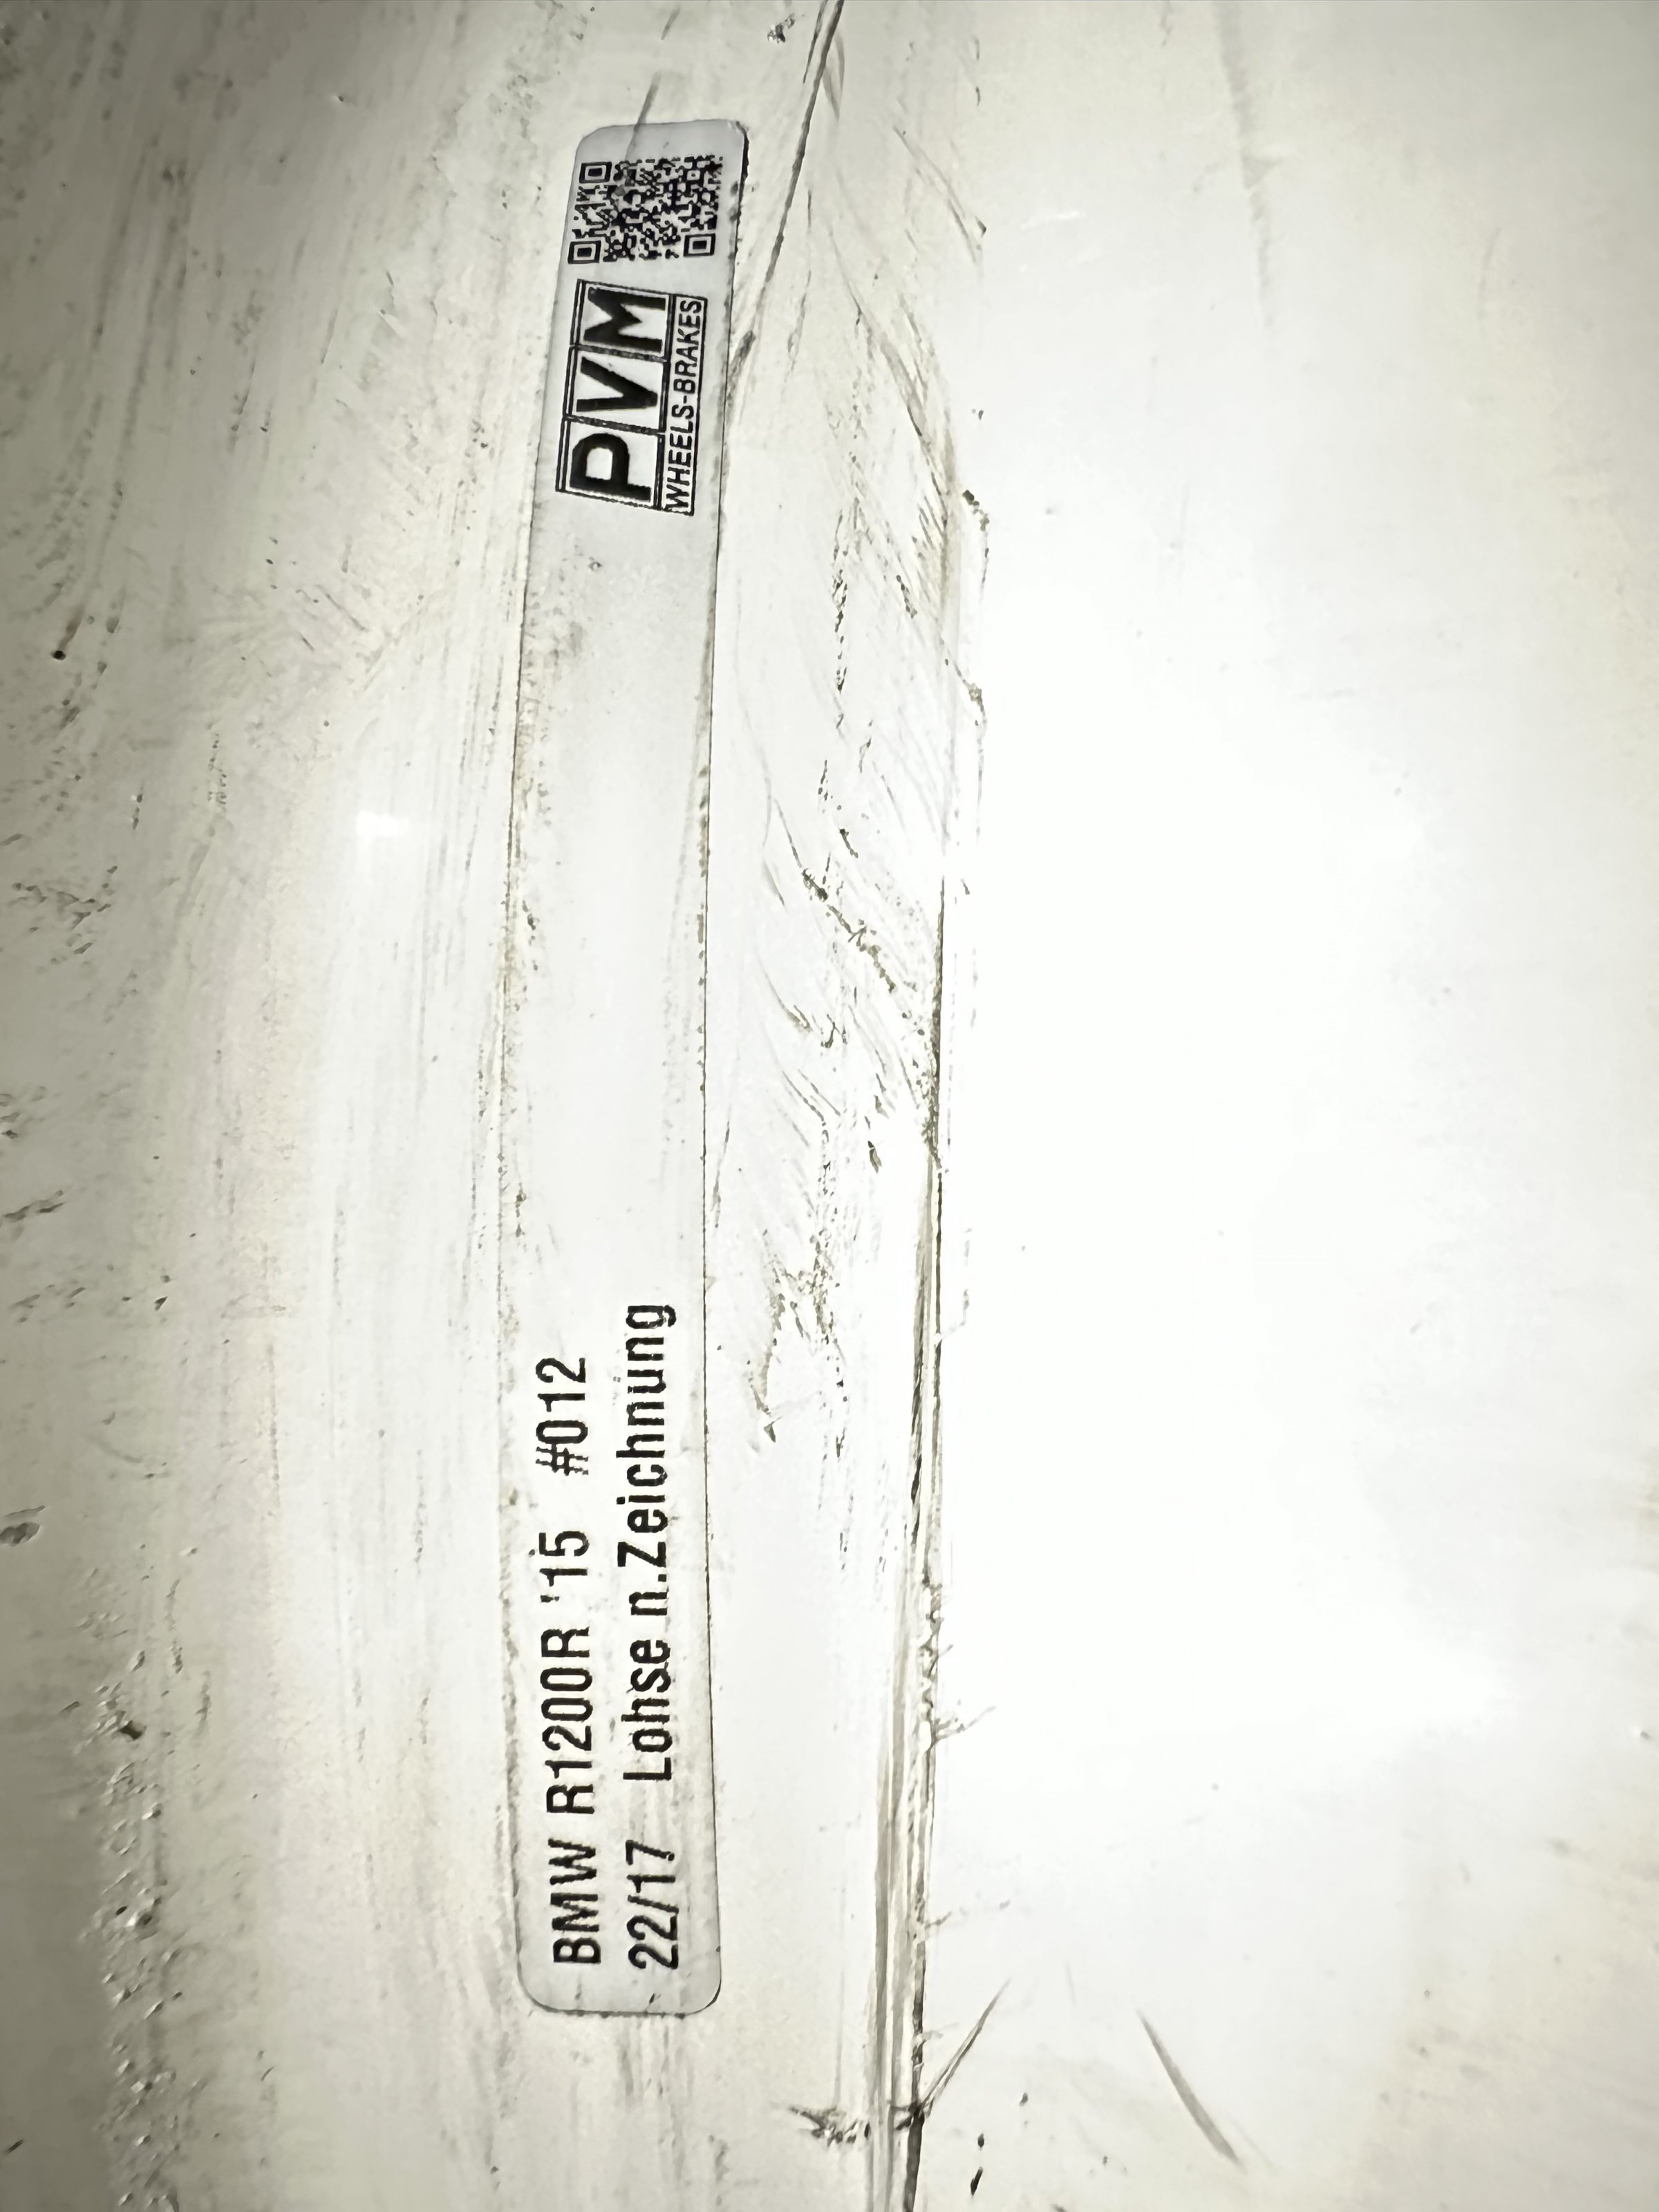 BMW R1200R '15 #012
22/17 Lohse n.Zeichnung
PVM
WHEELS-BRAKES